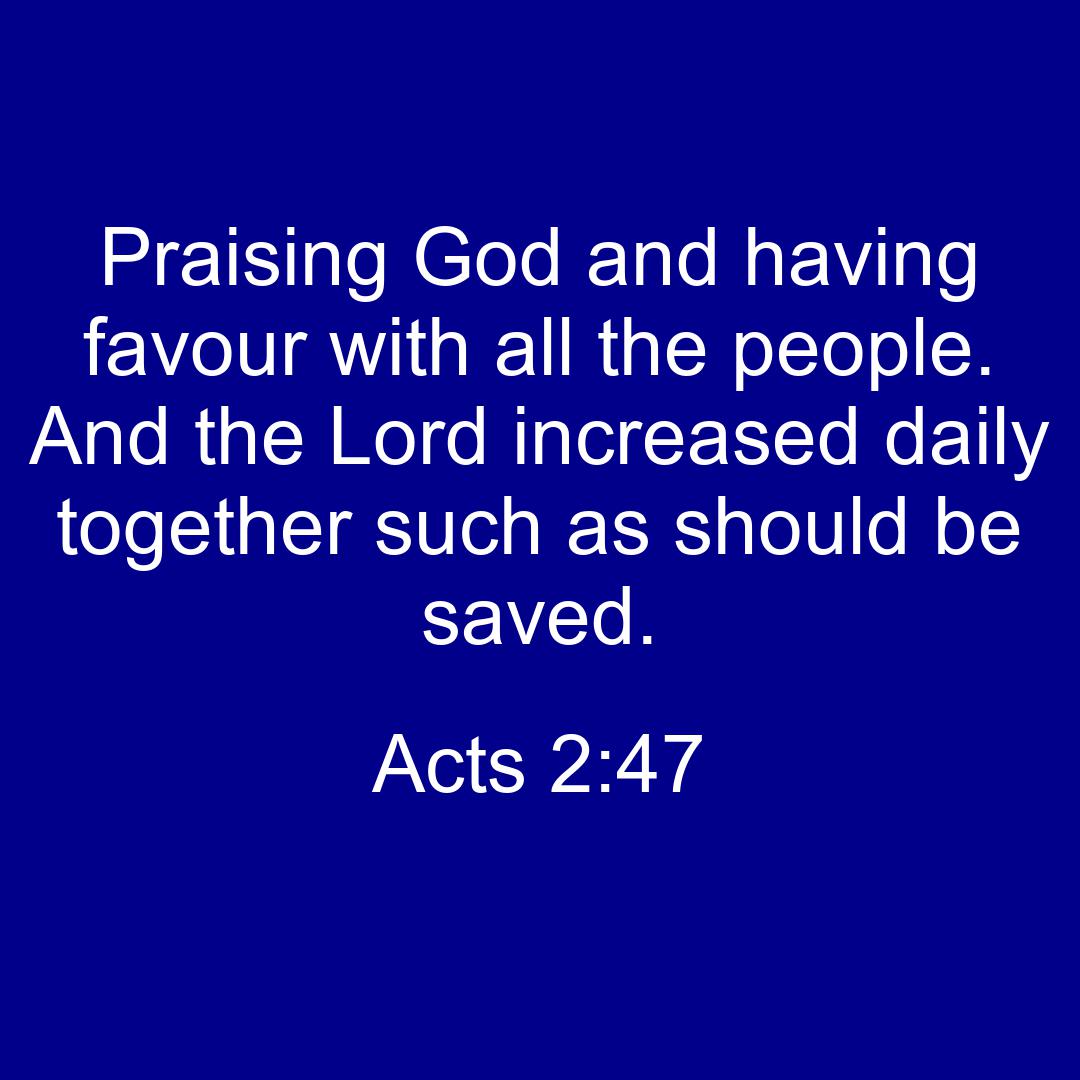 Praising God and having
favour with all the people.
And the Lord increased daily
together such as should be
saved.
Acts 2:47